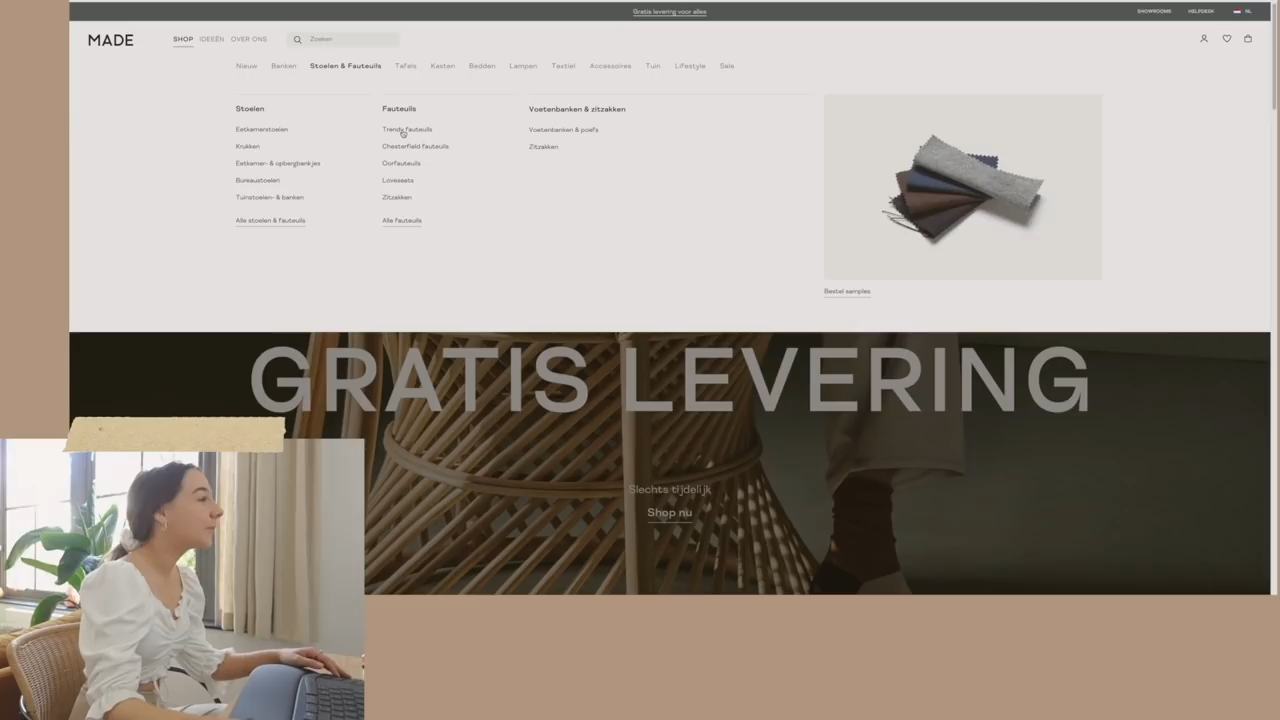 Gratis levering voor alles
SHOWROOMS HELPDESK NL
MADE SHOP IDEEËN OVER ONS Zoeken
Nieuw Banken Stoelen & Fauteuils Tafels Kasten Bedden Lampen Textiel Accessoires Tuin Lifestyle Sale
Stoelen
Eetkamerstoelen
Krukken
Eetkamer- & opbergbankjes
Bureaustoelen
Tuinstoelen- & banken
Alle stoelen & fauteuils
Fauteuils
Trendy fauteuils
Chesterfield fauteuils
Oorfauteuils
Loveseats
Zitzakken
Alle fauteuils
Voetenbanken & zitzakken
Voetenbanken & poefs
Zitzakken
Bestel samples
GRATIS LEVERING
Slechts tijdelijk
Shop nu